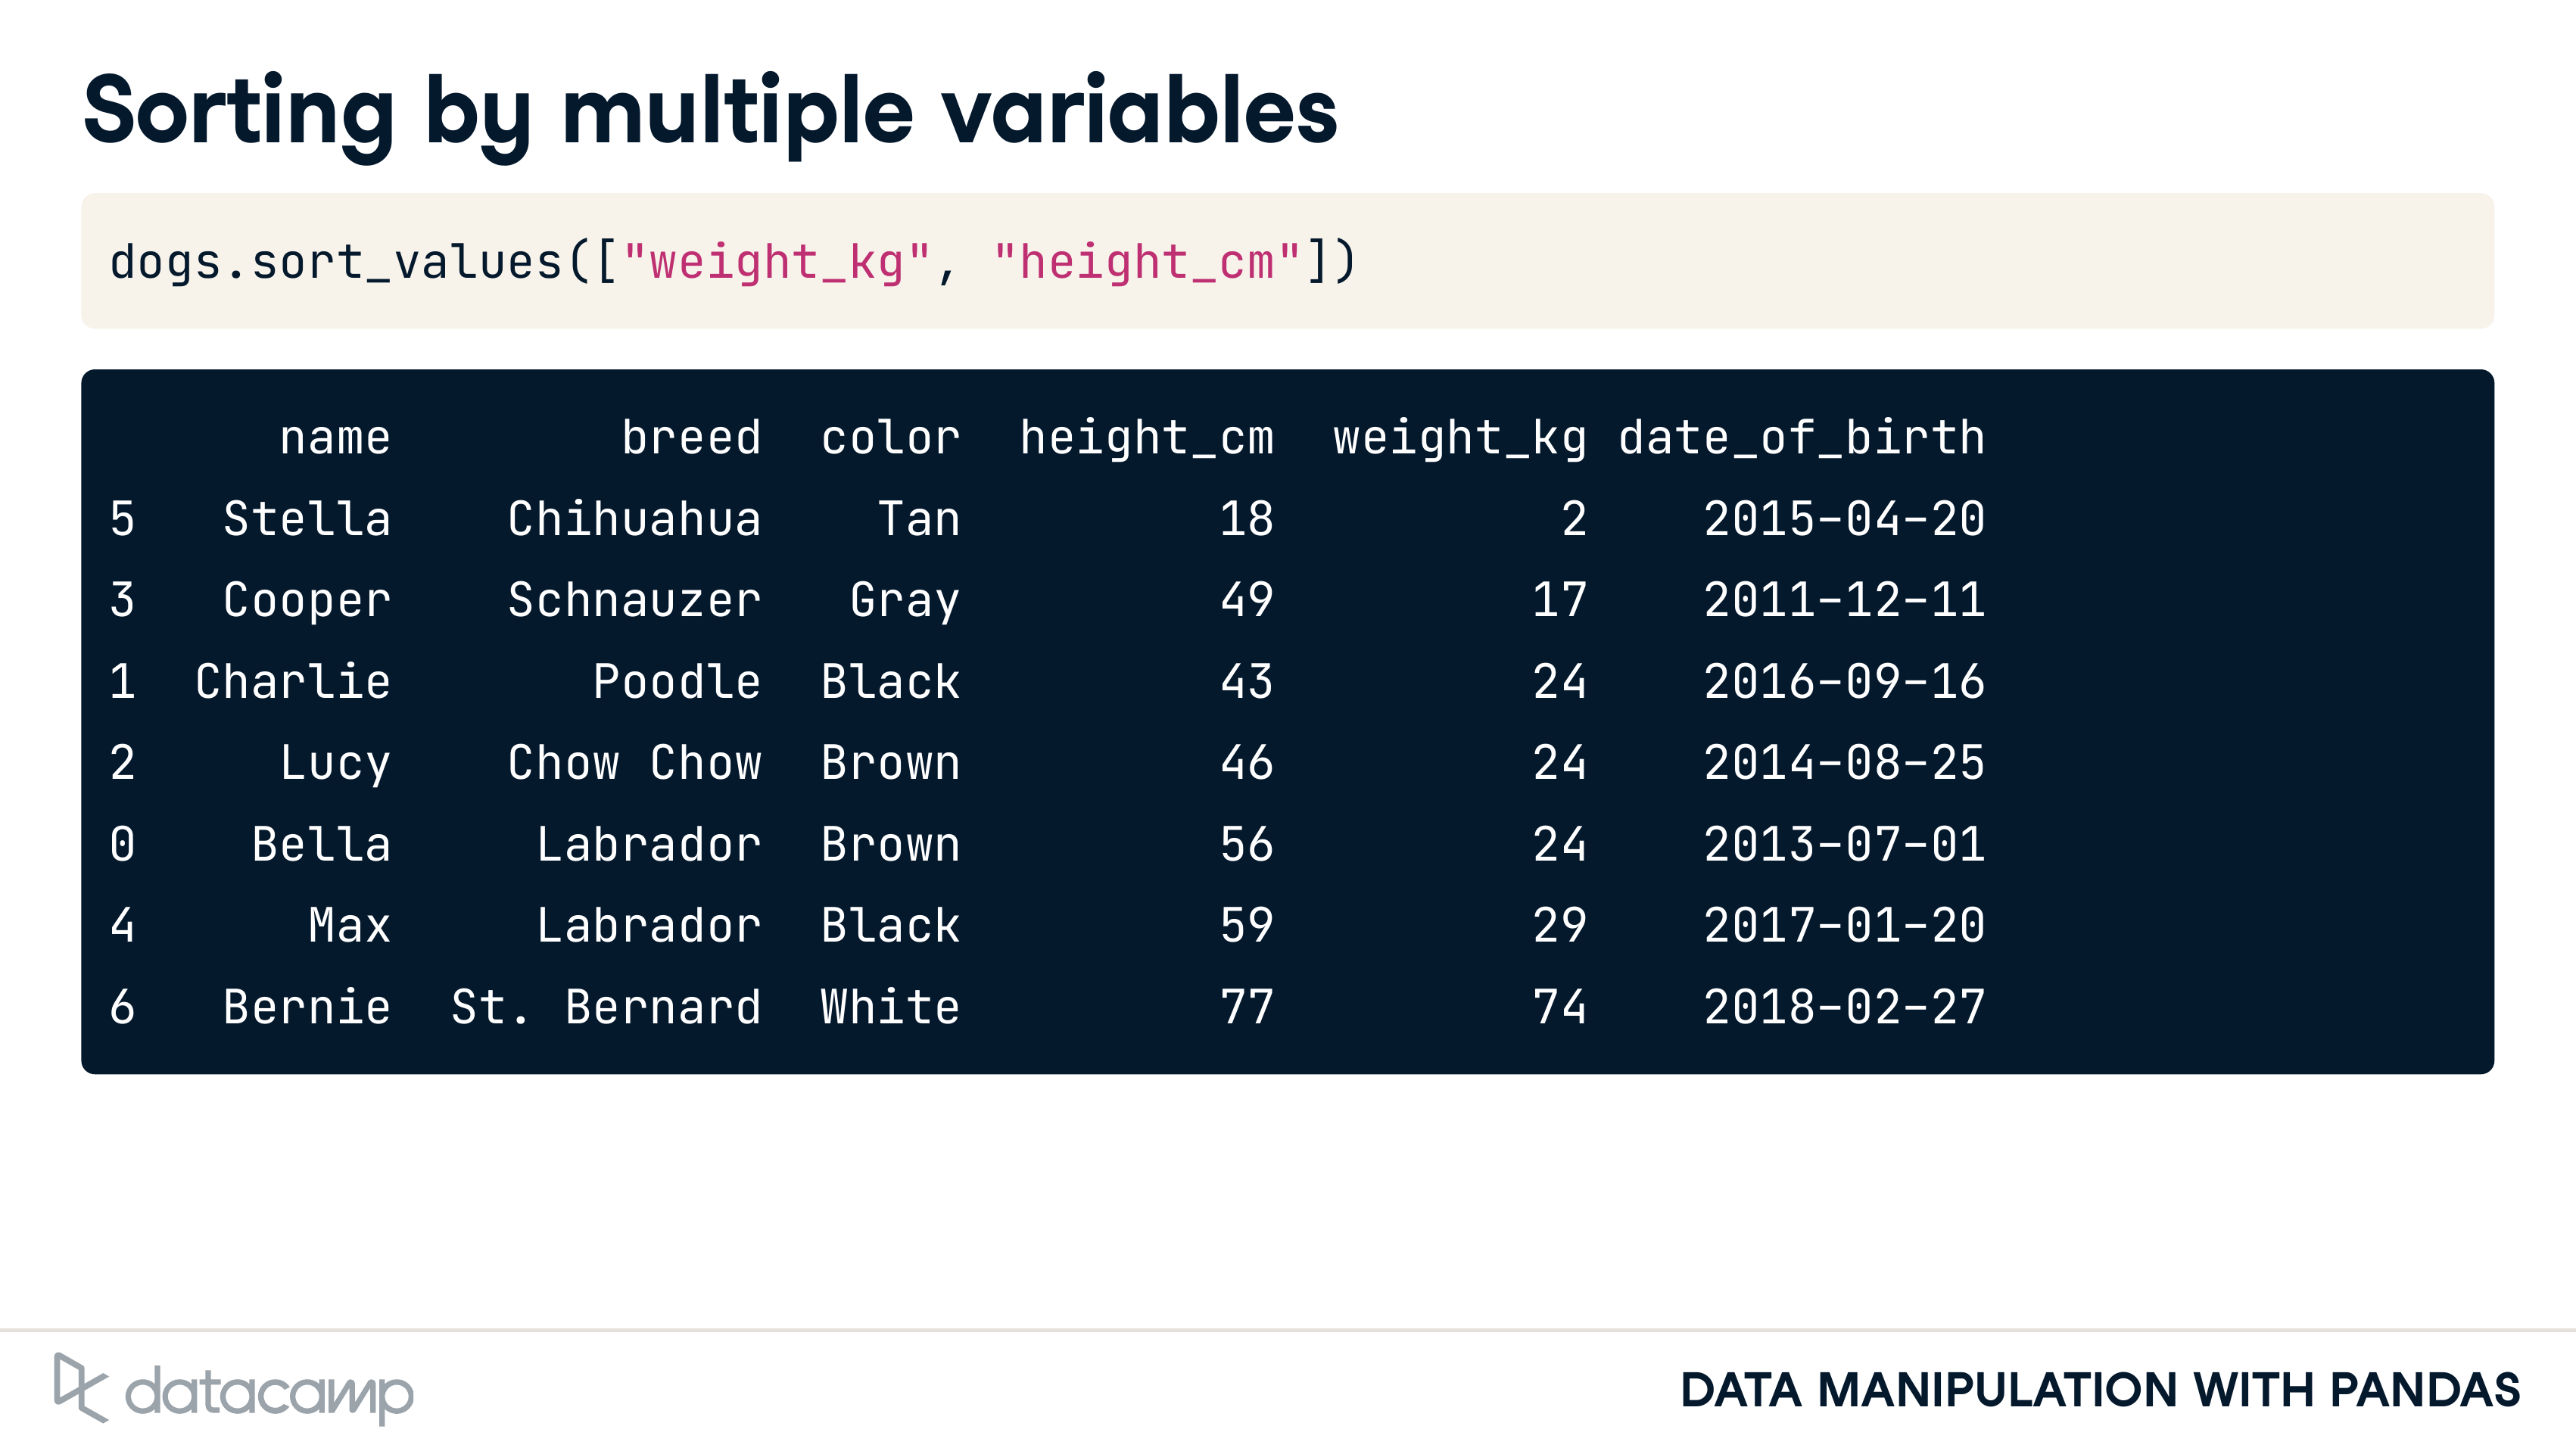 Sorting by multiple variables
dogs.sort_values(["weight_kg", "height_cm"])
name breed color height_cm weight_kg date_of_birth
5 Stella Chihuahua Tan 18 2 2015-04-20
3 Cooper Schnauzer Gray 49 17 2011-12-11
1 Charlie Poodle Black 43 24 2016-09-16
2 Lucy Chow Chow Brown 46 24 2014-08-25
0 Bella Labrador Brown 56 24 2013-07-01
4 Max Labrador Black 59 29 2017-01-20
6 Bernie St. Bernard White 77 74 2018-02-27
datacamp
DATA MANIPULATION WITH PANDAS